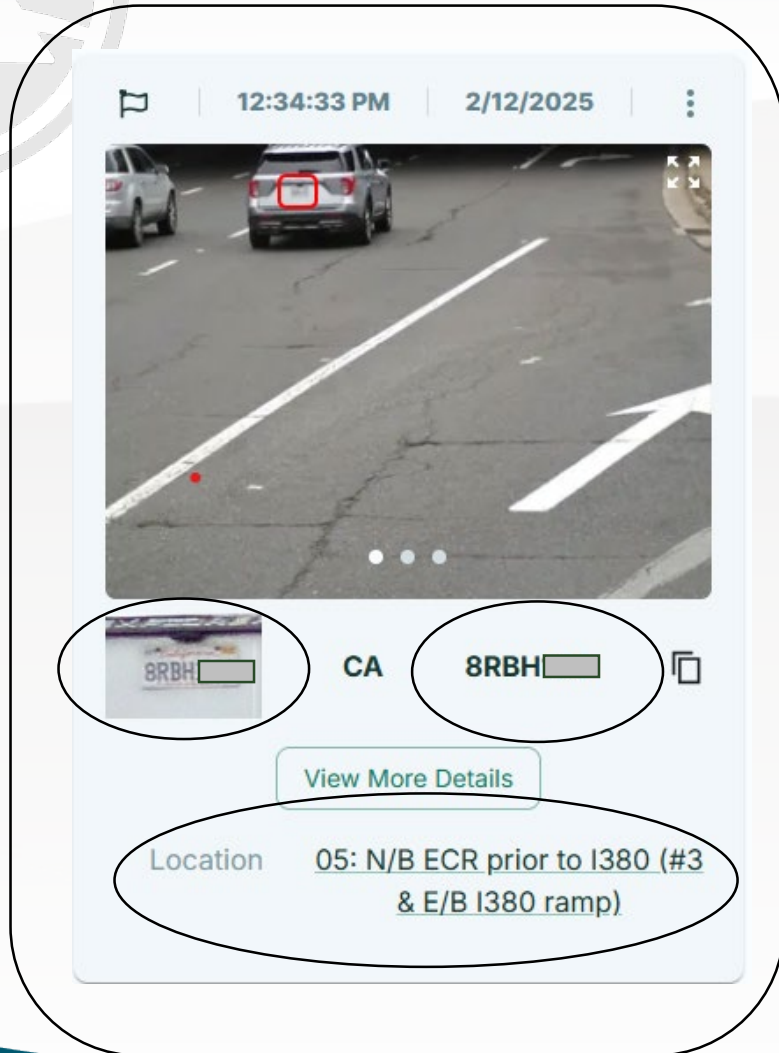 12:34:33 PM 2/12/2025
8RBH CA 8RBH
View More Details
Location 05: N/B ECR prior to I380 (#3
& E/B I380 ramp)